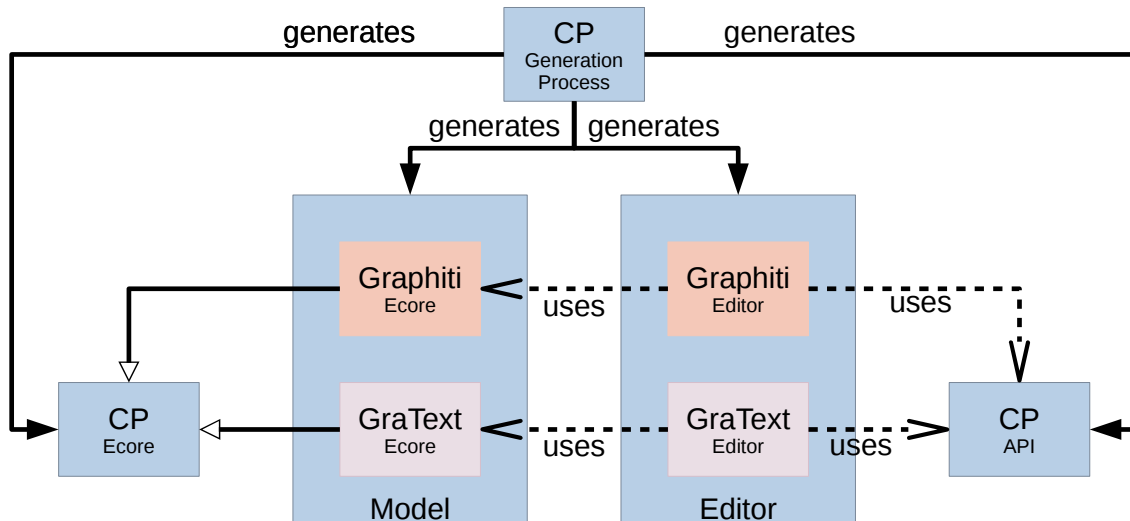 generates
CP
Generation
Process
generates
generates
generates
Graphiti
Ecore
uses
Graphiti
Editor
uses
CP
Ecore
GraText
Ecore
uses
GraText
Editor
uses
CP
API
Model
Editor